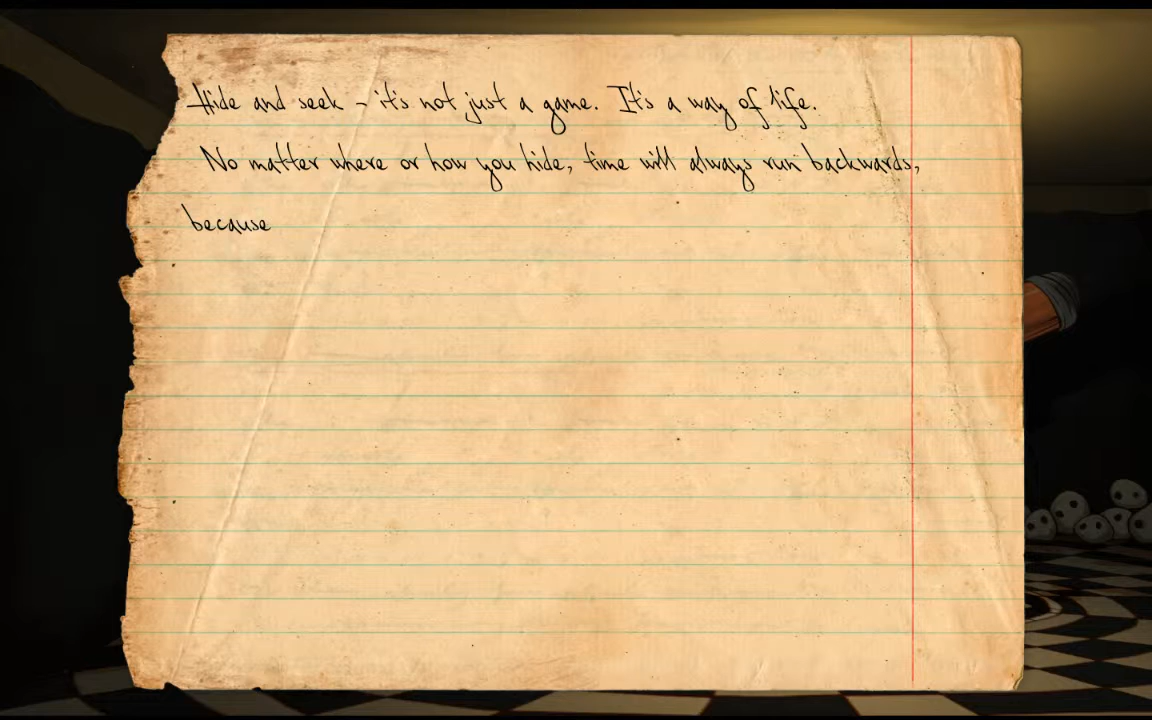 Hide and seek - it's not just a game. It's a way of life.
No matter where or how you hide, time will always run backwards,
because